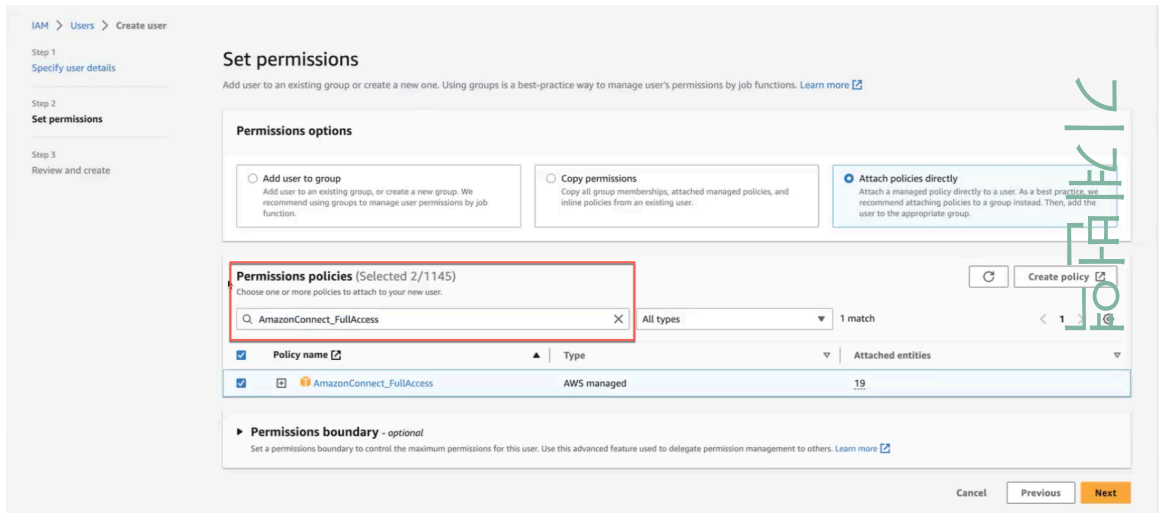 IAM > Users > Create user
Step 1
Specify user details
Step 2
Set permissions
Step 3
Review and create
Set permissions
Add user to an existing group or create a new one. Using groups is a best-practice way to manage user's permissions by job functions. Learn more
Permissions options
Add user to group
Add user to an existing group, or create a new group. We
recommend using groups to manage user permissions by job
function.
Copy permissions
Copy all group memberships, attached managed policies, and
inline policies from an existing user.
Attach policies directly
Attach a managed policy directly to a user. As a best practice, we
recommend attaching policies to a group instead. Then, add the
user to the appropriate group.
Permissions policies (Selected 2/1145)
Choose one or more policies to attach to your new user.
Create policy
AmazonConnect_FullAccess
All types
1 match
1
Policy name
Type
Attached entities
AmazonConnect_FullAccess
AWS managed
19
Permissions boundary - optional
Set a permissions boundary to control the maximum permissions for this user. Use this advanced feature used to delegate permission management to others. Learn more
Cancel
Previous
Next
기계번역